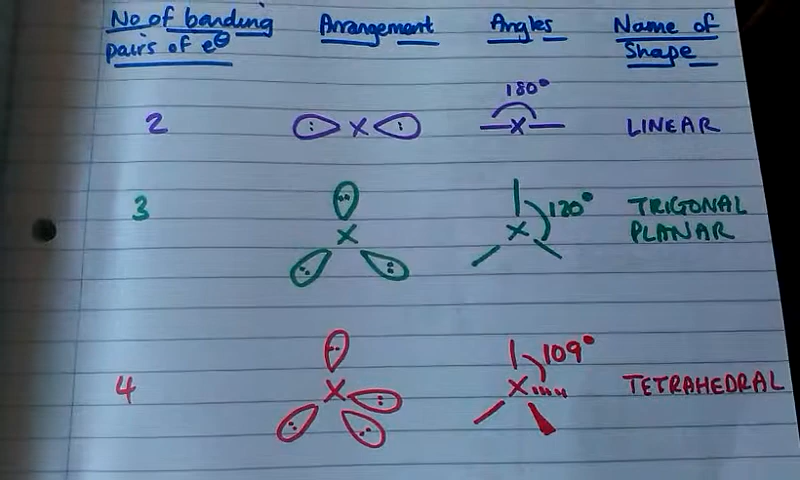 No of bonding Arrangement Angles Name of
pairs of e⊖ Shape
180°
2 X X LINEAR
3 120° TRIGONAL
X X PLANAR
109°
4 X X TETRAHEDRAL